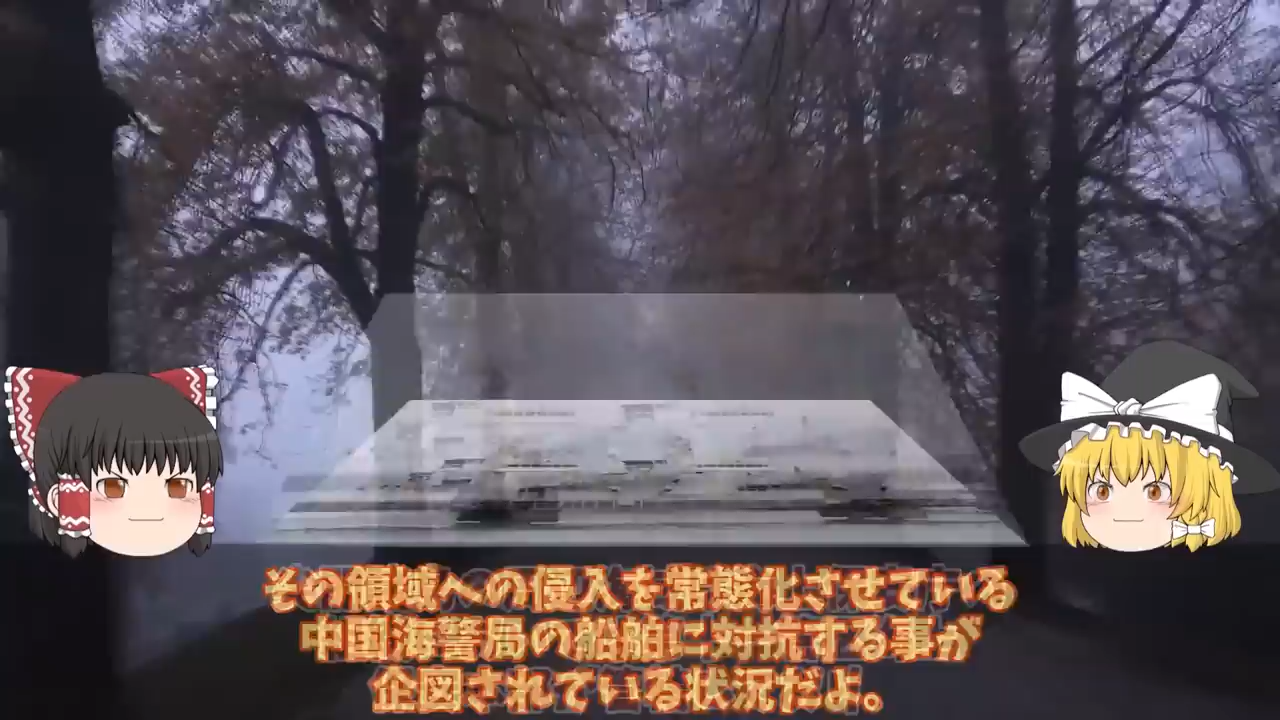 その領域への侵入を常態化させている
中国海警局の船舶に対抗する事が
企図されている状況だよ。